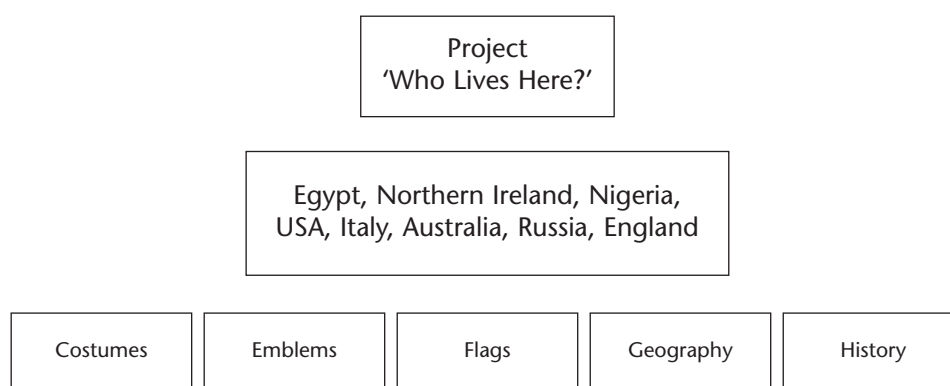 Project
‘Who Lives Here?’
Egypt, Northern Ireland, Nigeria,
USA, Italy, Australia, Russia, England
Costumes
Emblems
Flags
Geography
History